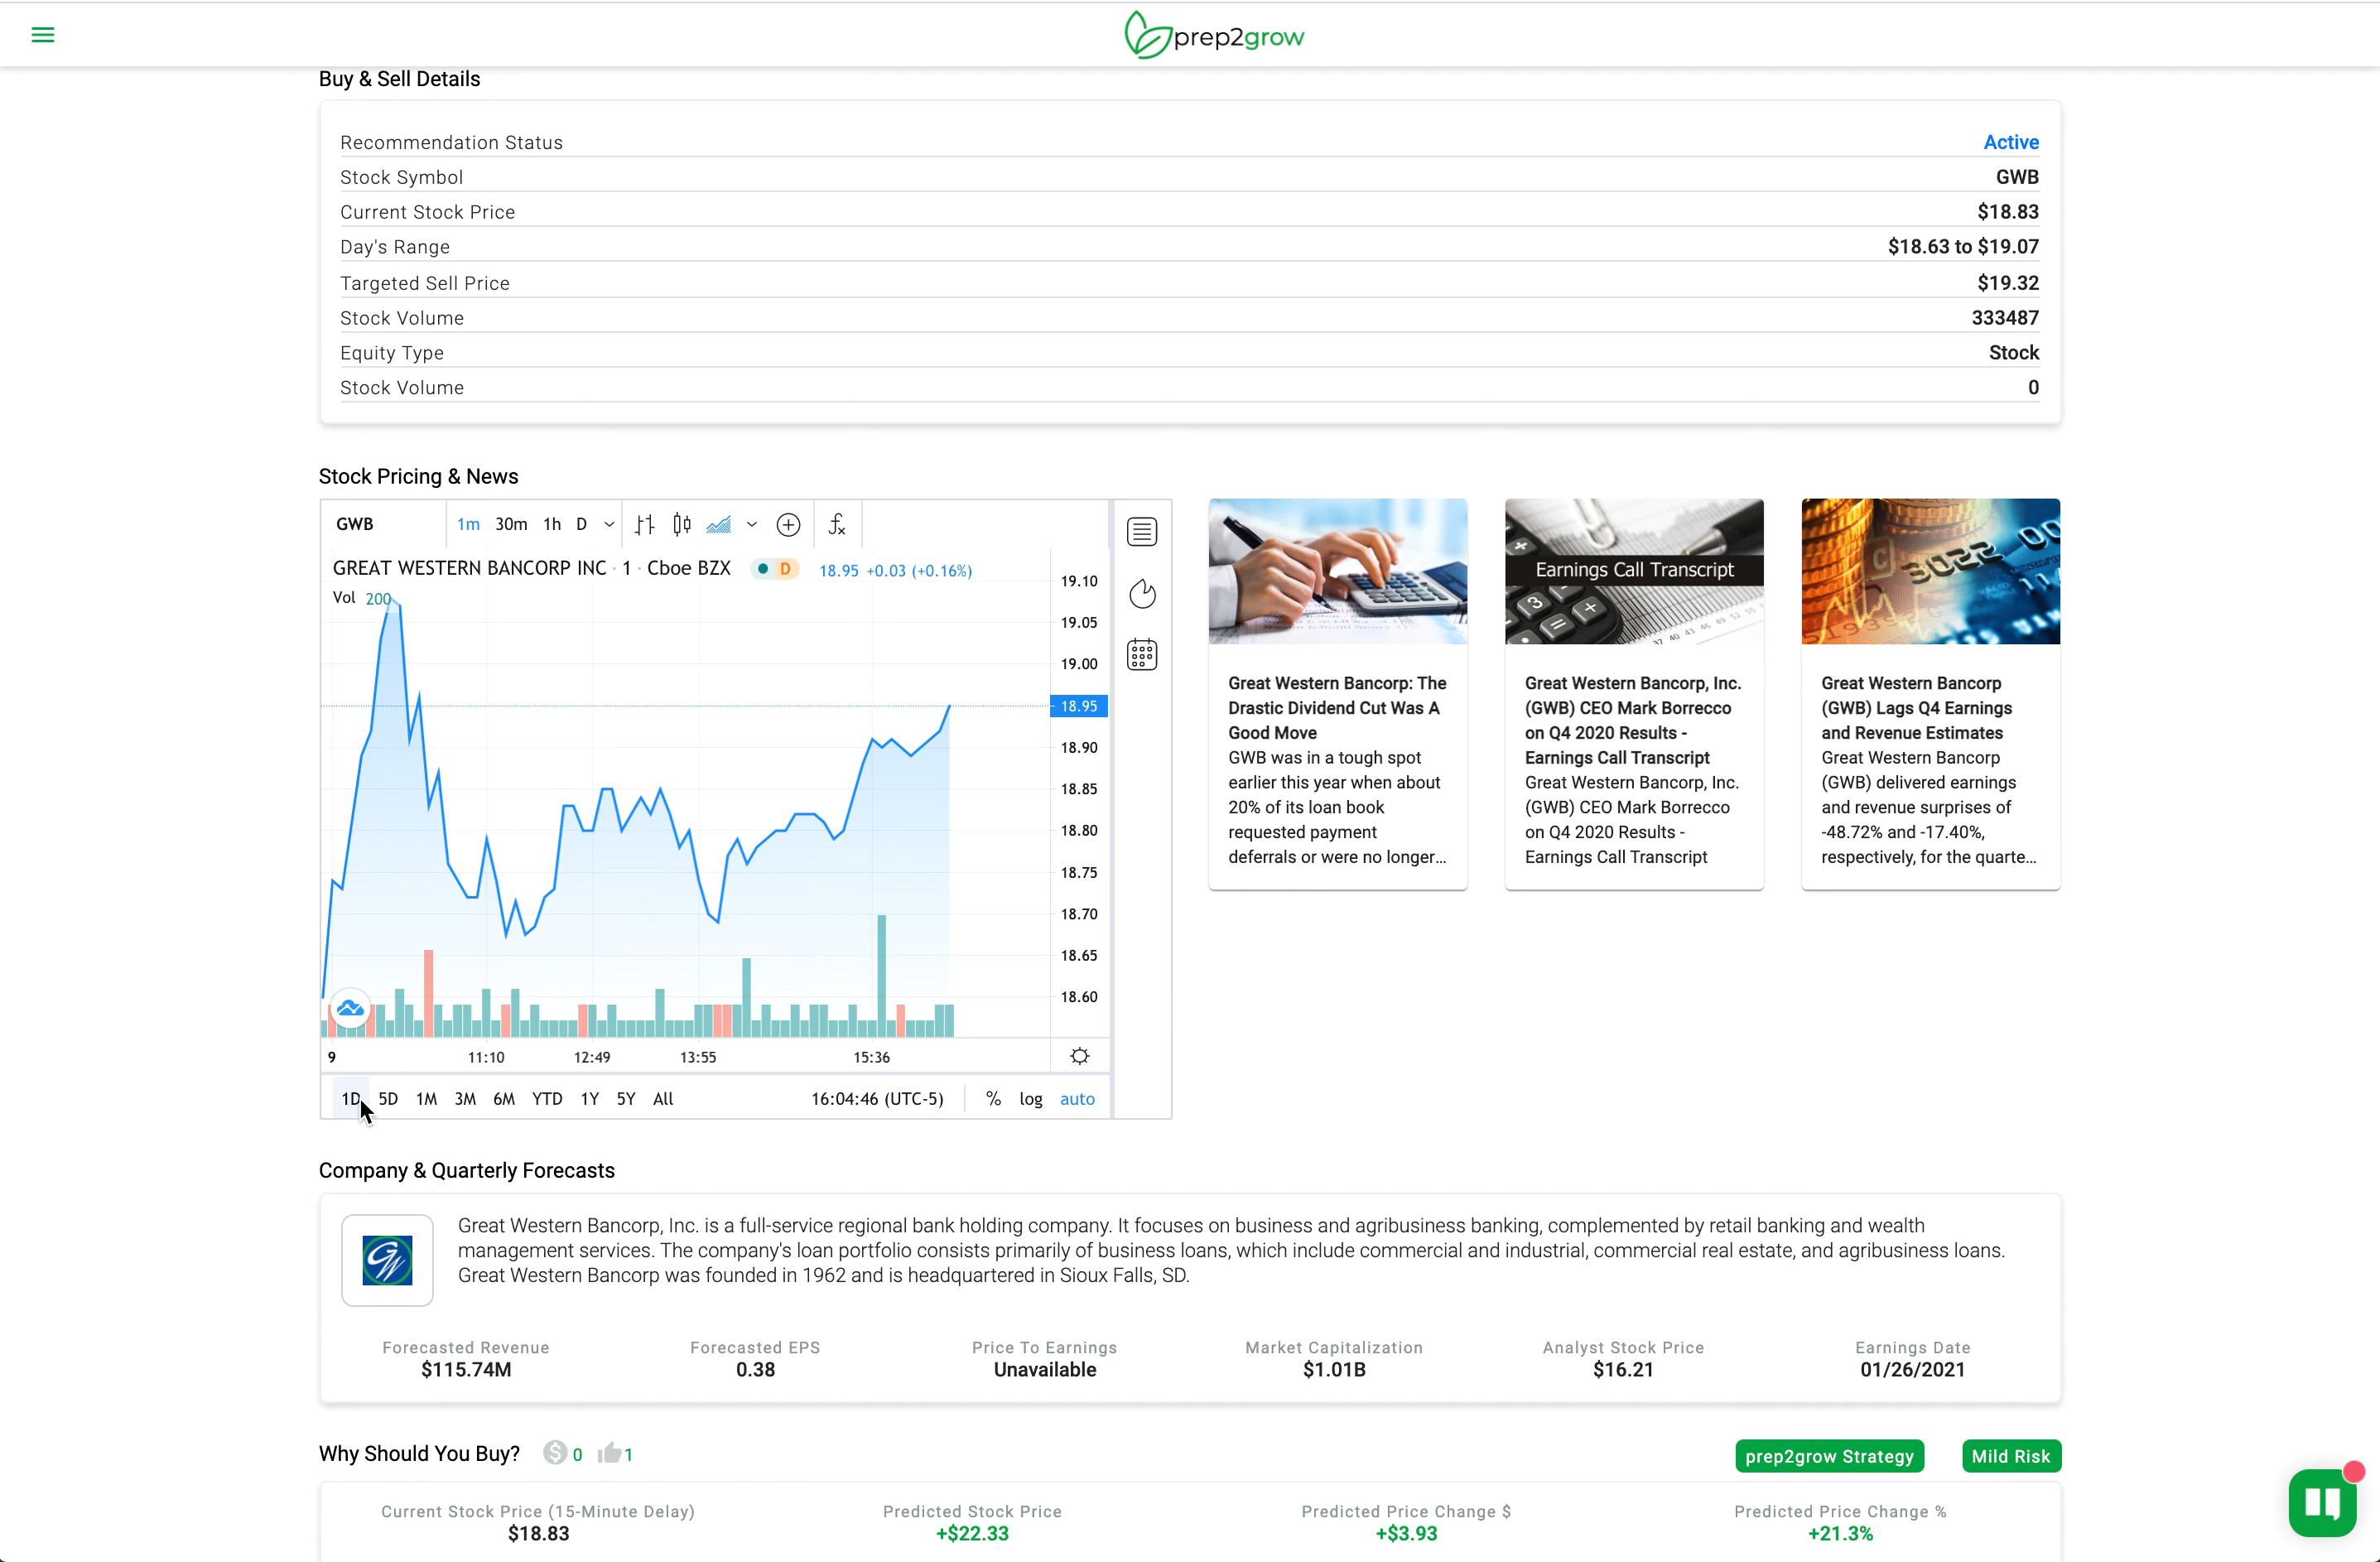 prep2grow
Buy & Sell Details
Recommendation Status Active
Stock Symbol GWB
Current Stock Price $18.83
Day's Range $18.63 to $19.07
Targeted Sell Price $19.32
Stock Volume 333487
Equity Type Stock
Stock Volume 0
Stock Pricing & News
GWB 1m 30m 1h D
GREAT WESTERN BANCORP INC · 1 · Cboe BZX D 18.95 +0.03 (+0.16%)
Vol 200
19.10
19.05
19.00
18.95
18.90
18.85
18.80
18.75
18.70
18.65
18.60
9 11:10 12:49 13:55 15:36
1D 5D 1M 3M 6M YTD 1Y 5Y All 16:04:46 (UTC-5) % log auto
Great Western Bancorp: The
Drastic Dividend Cut Was A
Good Move
GWB was in a tough spot
earlier this year when about
20% of its loan book
requested payment
deferrals or were no longer...
Earnings Call Transcript
Great Western Bancorp, Inc.
(GWB) CEO Mark Borrecco
on Q4 2020 Results -
Earnings Call Transcript
Great Western Bancorp, Inc.
(GWB) CEO Mark Borrecco
on Q4 2020 Results -
Earnings Call Transcript
3022
Great Western Bancorp
(GWB) Lags Q4 Earnings
and Revenue Estimates
Great Western Bancorp
(GWB) delivered earnings
and revenue surprises of
-48.72% and -17.40%,
respectively, for the quarte...
Company & Quarterly Forecasts
GW
Great Western Bancorp, Inc. is a full-service regional bank holding company. It focuses on business and agribusiness banking, complemented by retail banking and wealth
management services. The company's loan portfolio consists primarily of business loans, which include commercial and industrial, commercial real estate, and agribusiness loans.
Great Western Bancorp was founded in 1962 and is headquartered in Sioux Falls, SD.
Forecasted Revenue Forecasted EPS Price To Earnings Market Capitalization Analyst Stock Price Earnings Date
$115.74M 0.38 Unavailable $1.01B $16.21 01/26/2021
Why Should You Buy? $ 0 1 prep2grow Strategy Mild Risk
Current Stock Price (15-Minute Delay) Predicted Stock Price Predicted Price Change $ Predicted Price Change %
$18.83 +$22.33 +$3.93 +21.3%